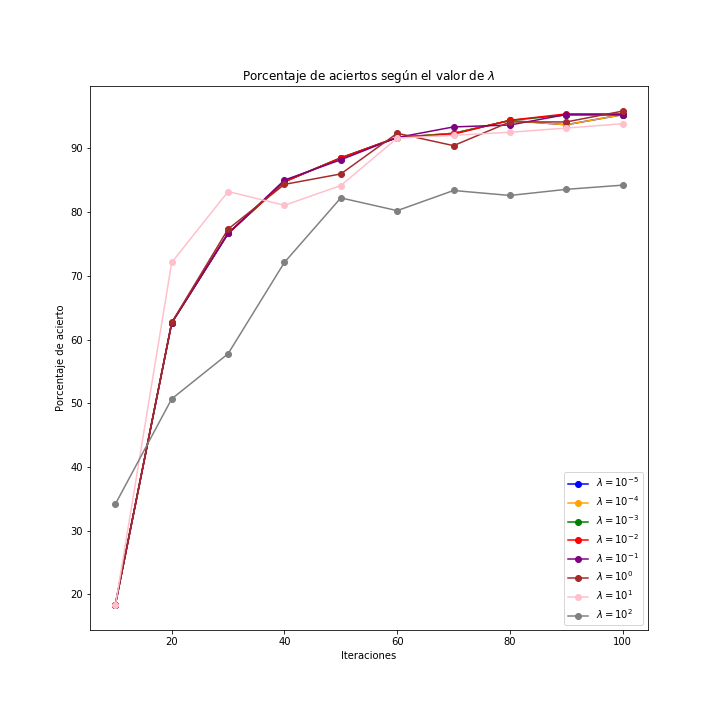 Porcentaje de aciertos según el valor de λ
Porcentaje de acierto
90
80
70
60
50
40
30
20
20 40 60 80 100
Iteraciones
λ = 10⁻⁵
λ = 10⁻⁴
λ = 10⁻³
λ = 10⁻²
λ = 10⁻¹
λ = 10⁰
λ = 10¹
λ = 10²